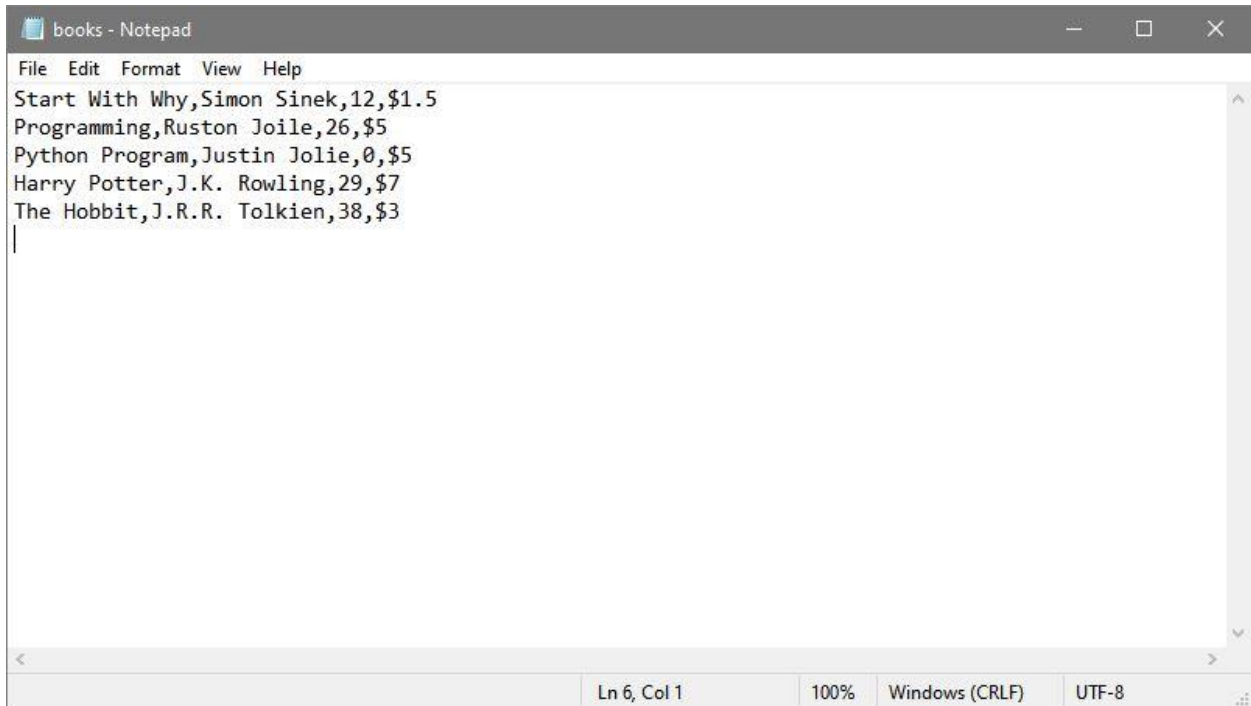 books - Notepad
File Edit Format View Help
Start With Why,Simon Sinek,12,$1.5
Programming,Ruston Joile,26,$5
Python Program,Justin Jolie,0,$5
Harry Potter,J.K. Rowling,29,$7
The Hobbit,J.R.R. Tolkien,38,$3
Ln 6, Col 1 100% Windows (CRLF) UTF-8